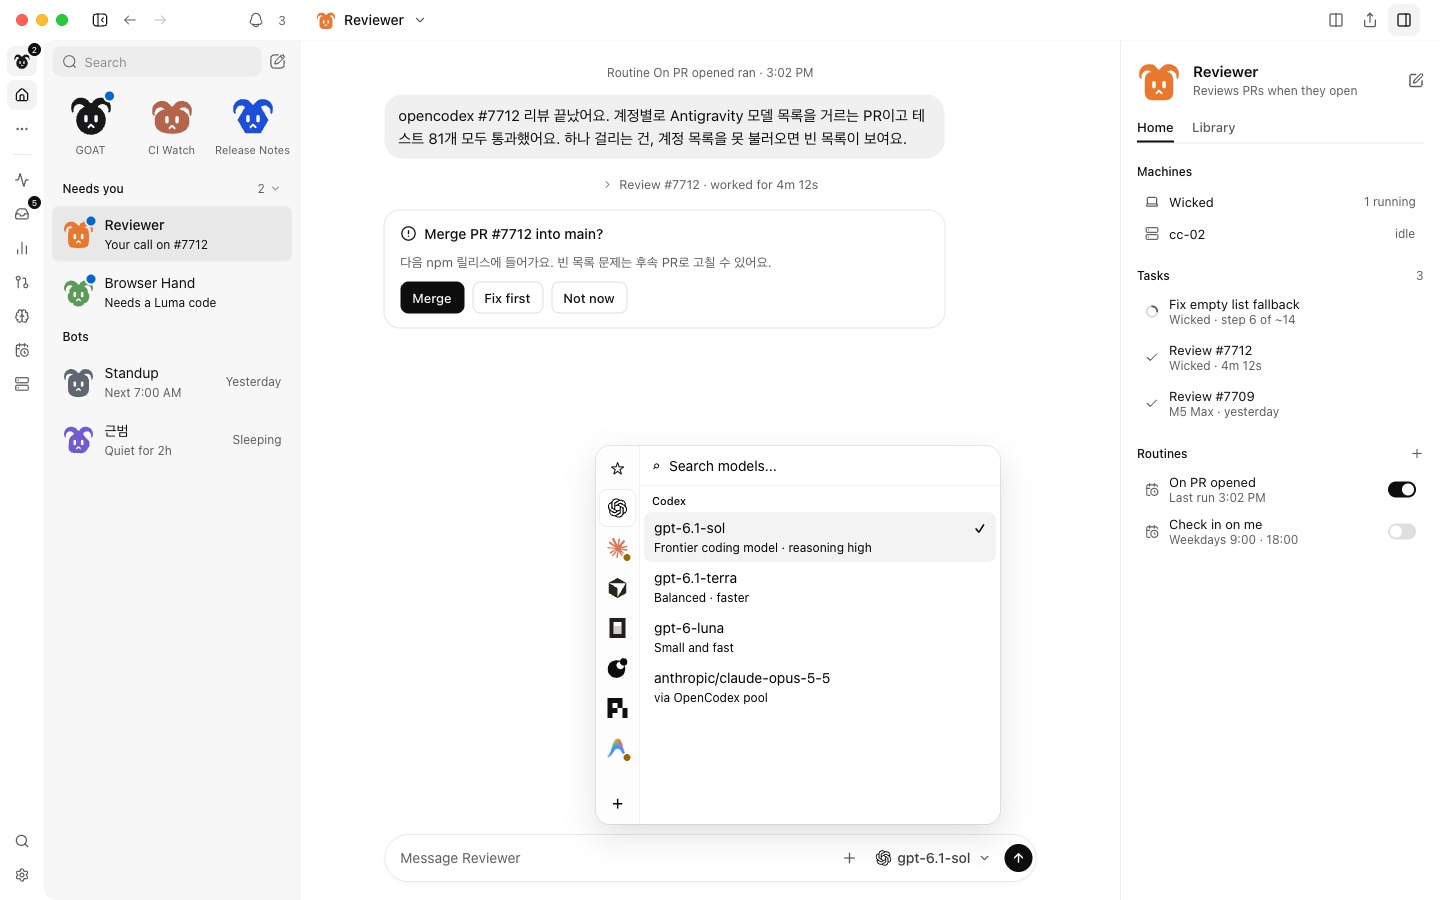 3
Reviewer
2
Search
GOAT
CI Watch
Release Notes
Needs you
2
Reviewer
Your call on #7712
Browser Hand
Needs a Luma code
Bots
Standup
Next 7:00 AM
Yesterday
근범
Quiet for 2h
Sleeping
5
Routine On PR opened ran · 3:02 PM
opencodex #7712 리뷰 끝났어요. 계정별로 Antigravity 모델 목록을 거르는 PR이고 테
스트 81개 모두 통과했어요. 하나 걸리는 건, 계정 목록을 못 불러오면 빈 목록이 보여요.
Review #7712 · worked for 4m 12s
Merge PR #7712 into main?
다음 npm 릴리스에 들어가요. 빈 목록 문제는 후속 PR로 고칠 수 있어요.
Merge
Fix first
Not now
Search models...
Codex
gpt-6.1-sol
Frontier coding model · reasoning high
gpt-6.1-terra
Balanced · faster
gpt-6-luna
Small and fast
anthropic/claude-opus-5-5
via OpenCodex pool
Message Reviewer
gpt-6.1-sol
Reviewer
Reviews PRs when they open
Home
Library
Machines
Wicked
1 running
cc-02
idle
Tasks
3
Fix empty list fallback
Wicked · step 6 of ~14
Review #7712
Wicked · 4m 12s
Review #7709
M5 Max · yesterday
Routines
On PR opened
Last run 3:02 PM
Check in on me
Weekdays 9:00 · 18:00